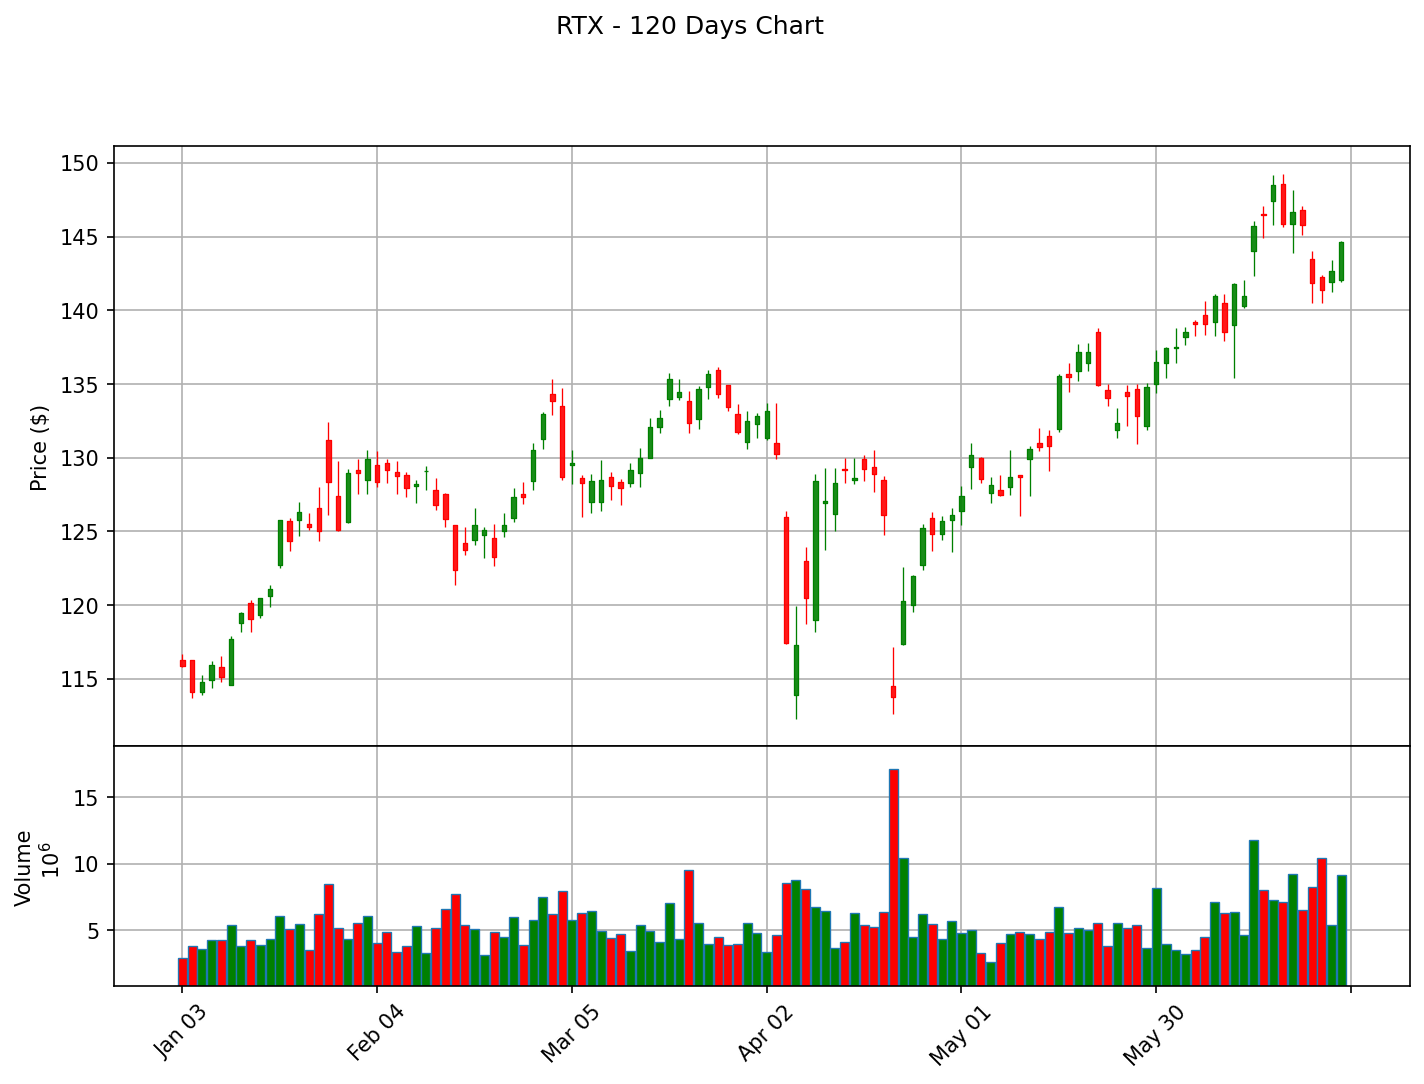 RTX - 120 Days Chart
150
145
140
135
130
125
120
115
Price ($)
15
10
5
Volume
10^6
Jan 03
Feb 04
Mar 05
Apr 02
May 01
May 30